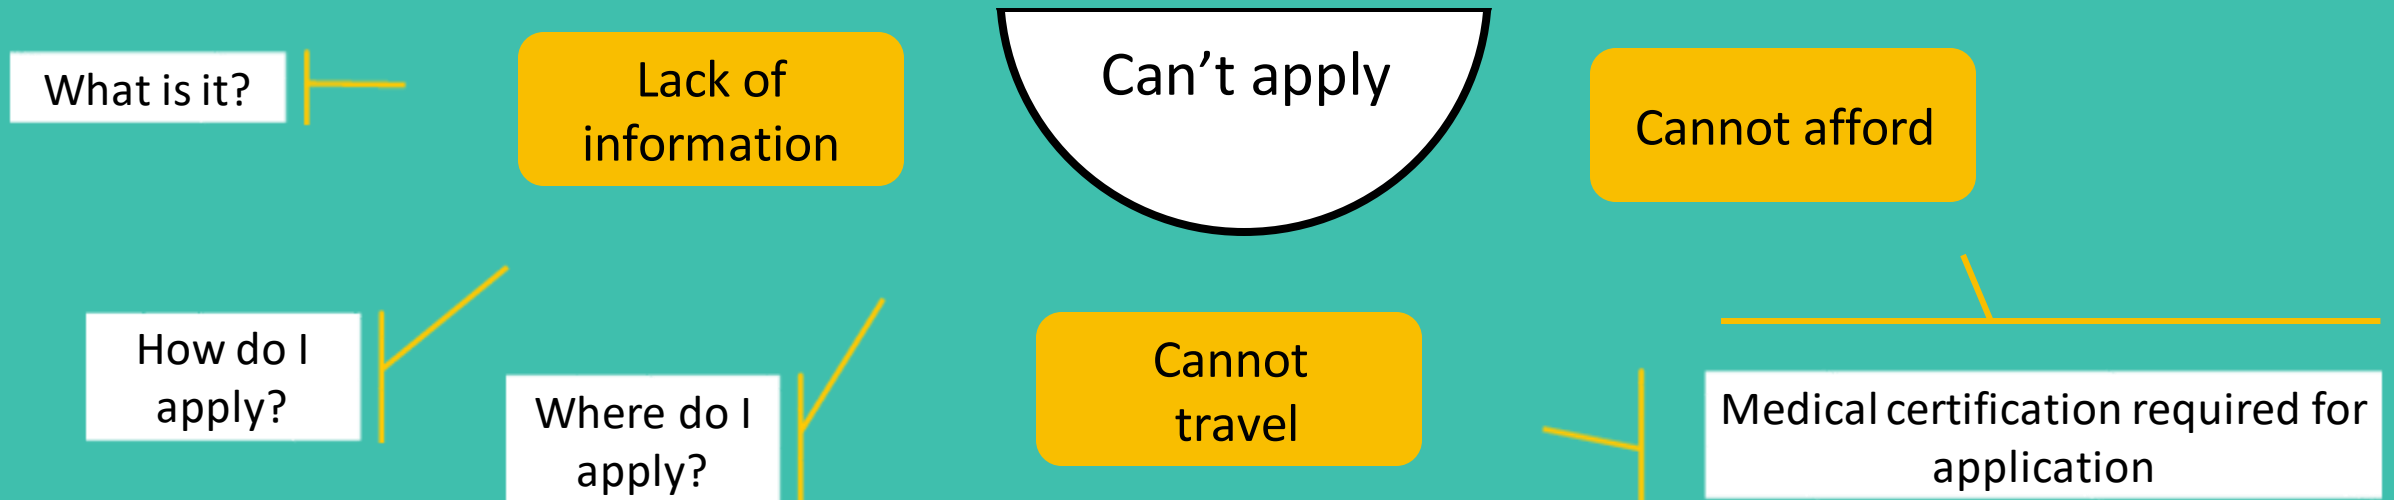 What is it?
Lack of
information
Can’t apply
Cannot afford
How do I
apply?
Where do I
apply?
Cannot
travel
Medical certification required for
application